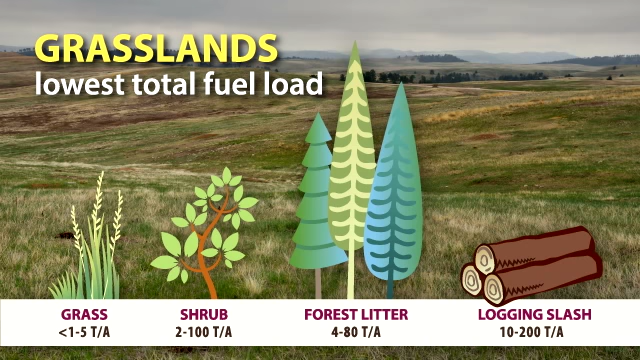 GRASSLANDS
lowest total fuel load
GRASS
<1-5 T/A
SHRUB
2-100 T/A
FOREST LITTER
4-80 T/A
LOGGING SLASH
10-200 T/A